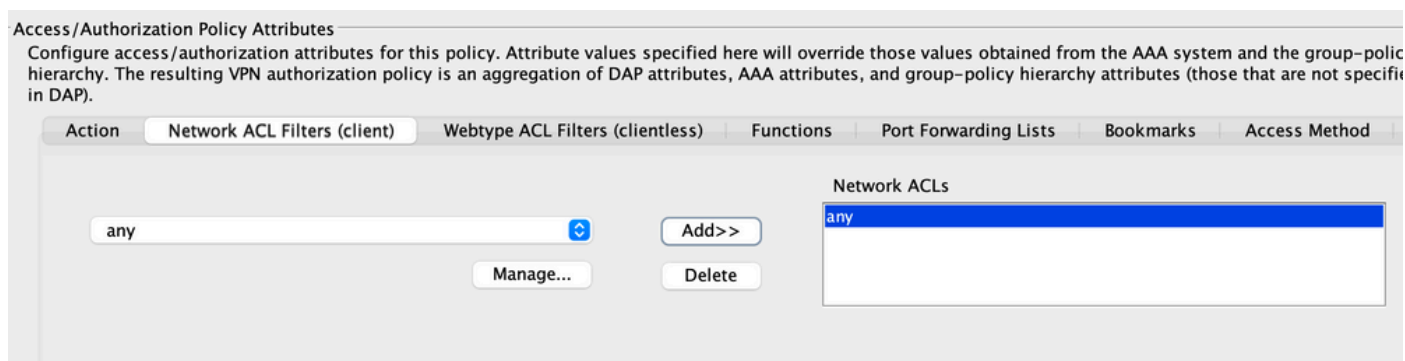 Access/Authorization Policy Attributes
Configure access/authorization attributes for this policy. Attribute values specified here will override those values obtained from the AAA system and the group-polic
hierarchy. The resulting VPN authorization policy is an aggregation of DAP attributes, AAA attributes, and group-policy hierarchy attributes (those that are not specifie
in DAP).
Action Network ACL Filters (client) Webtype ACL Filters (clientless) Functions Port Forwarding Lists Bookmarks Access Method
Network ACLs
any Add>> any
Manage... Delete